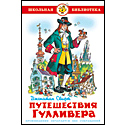 ШКОЛЬНАЯ БИБЛИОТЕКА
Джонатан Свифт
ПУТЕШЕСТВИЯ
ГУЛЛИВЕРА